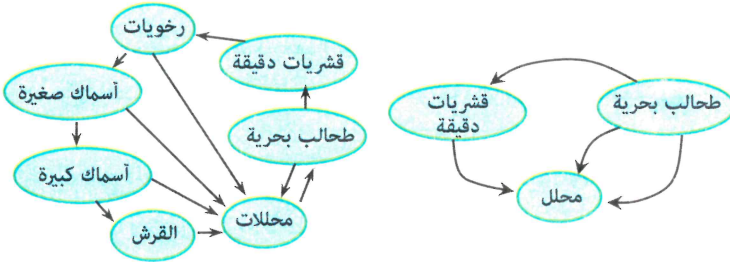 رخويات
قشريات دقيقة
أسماك صغيرة
طحالب بحرية
أسماك كبيرة
محللات
القرش
طحالب بحرية
قشريات
دقيقة
محلل